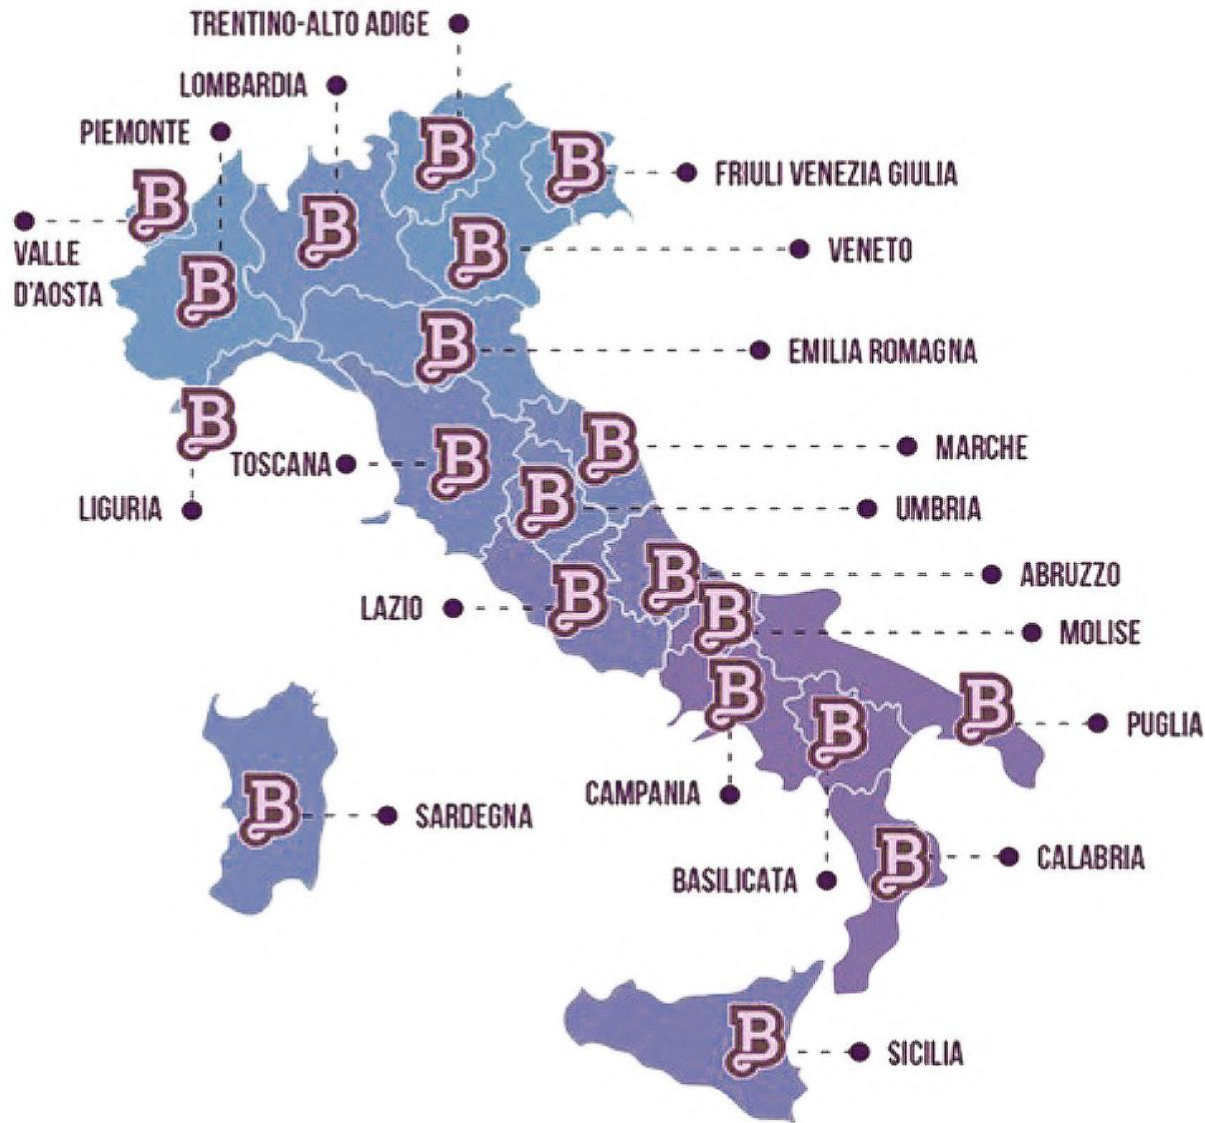 TRENTINO-ALTO ADIGE
LOMBARDIA
PIEMONTE
B
B
FRIULI VENEZIA GIULIA
B
B
VALLE
D'AOSTA
B
VENETO
B
B
EMILIA ROMAGNA
B
B
MARCHE
TOSCANA
B
LIGURIA
B
UMBRIA
B
ABRUZZO
LAZIO
B
B
MOLISE
B
B
PUGLIA
B
CAMPANIA
B
SARDEGNA
BASILICATA
B
CALABRIA
B
SICILIA